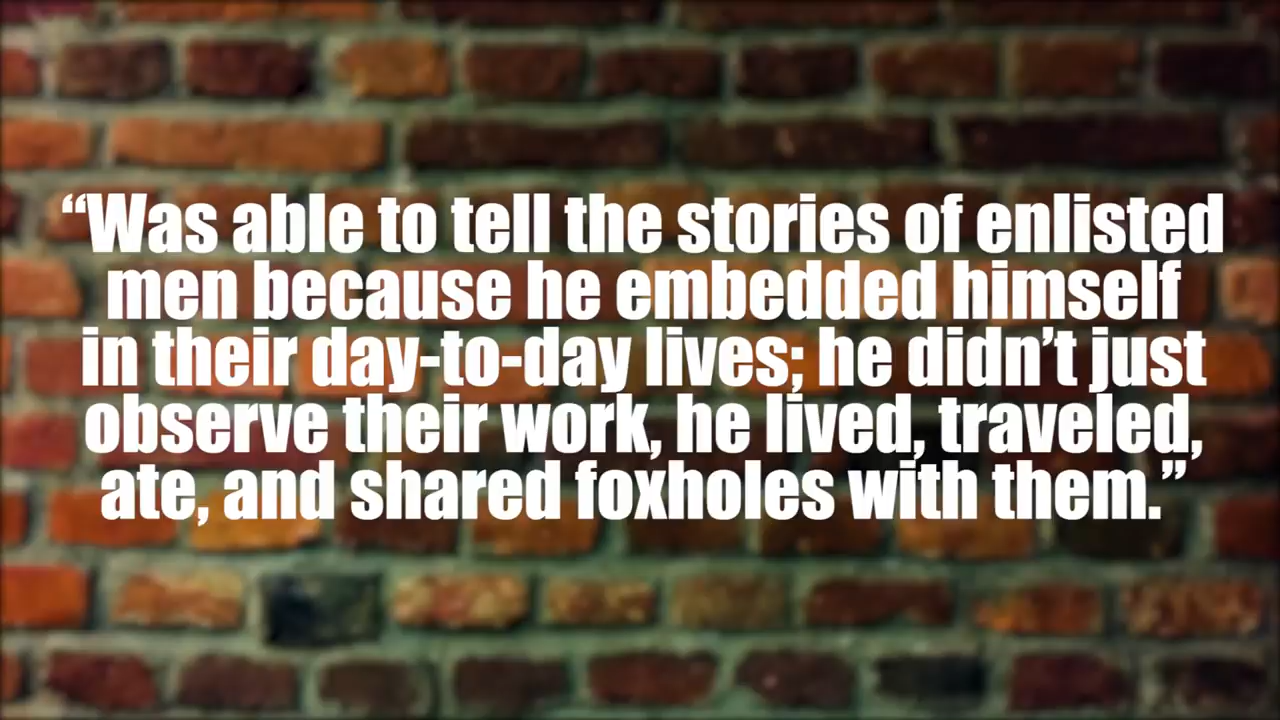 “Was able to tell the stories of enlisted
men because he embedded himself
in their day-to-day lives; he didn’t just
observe their work, he lived, traveled,
ate, and shared foxholes with them.”